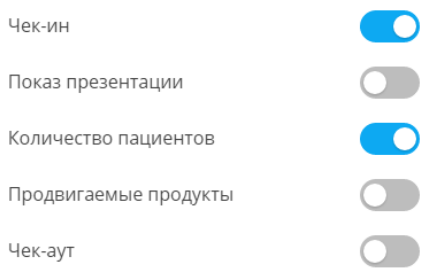 Чек-ин
Показ презентации
Количество пациентов
Продвигаемые продукты
Чек-аут